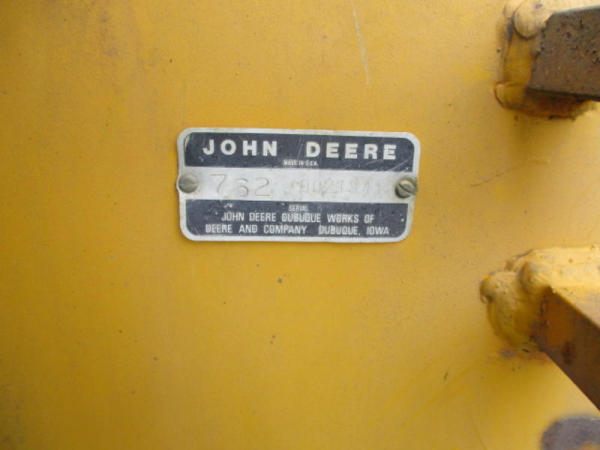 JOHN DEERE
MADE IN U.S.A.
762
SERIAL
JOHN DEERE DUBUQUE WORKS OF
DEERE AND COMPANY DUBUQUE, IOWA